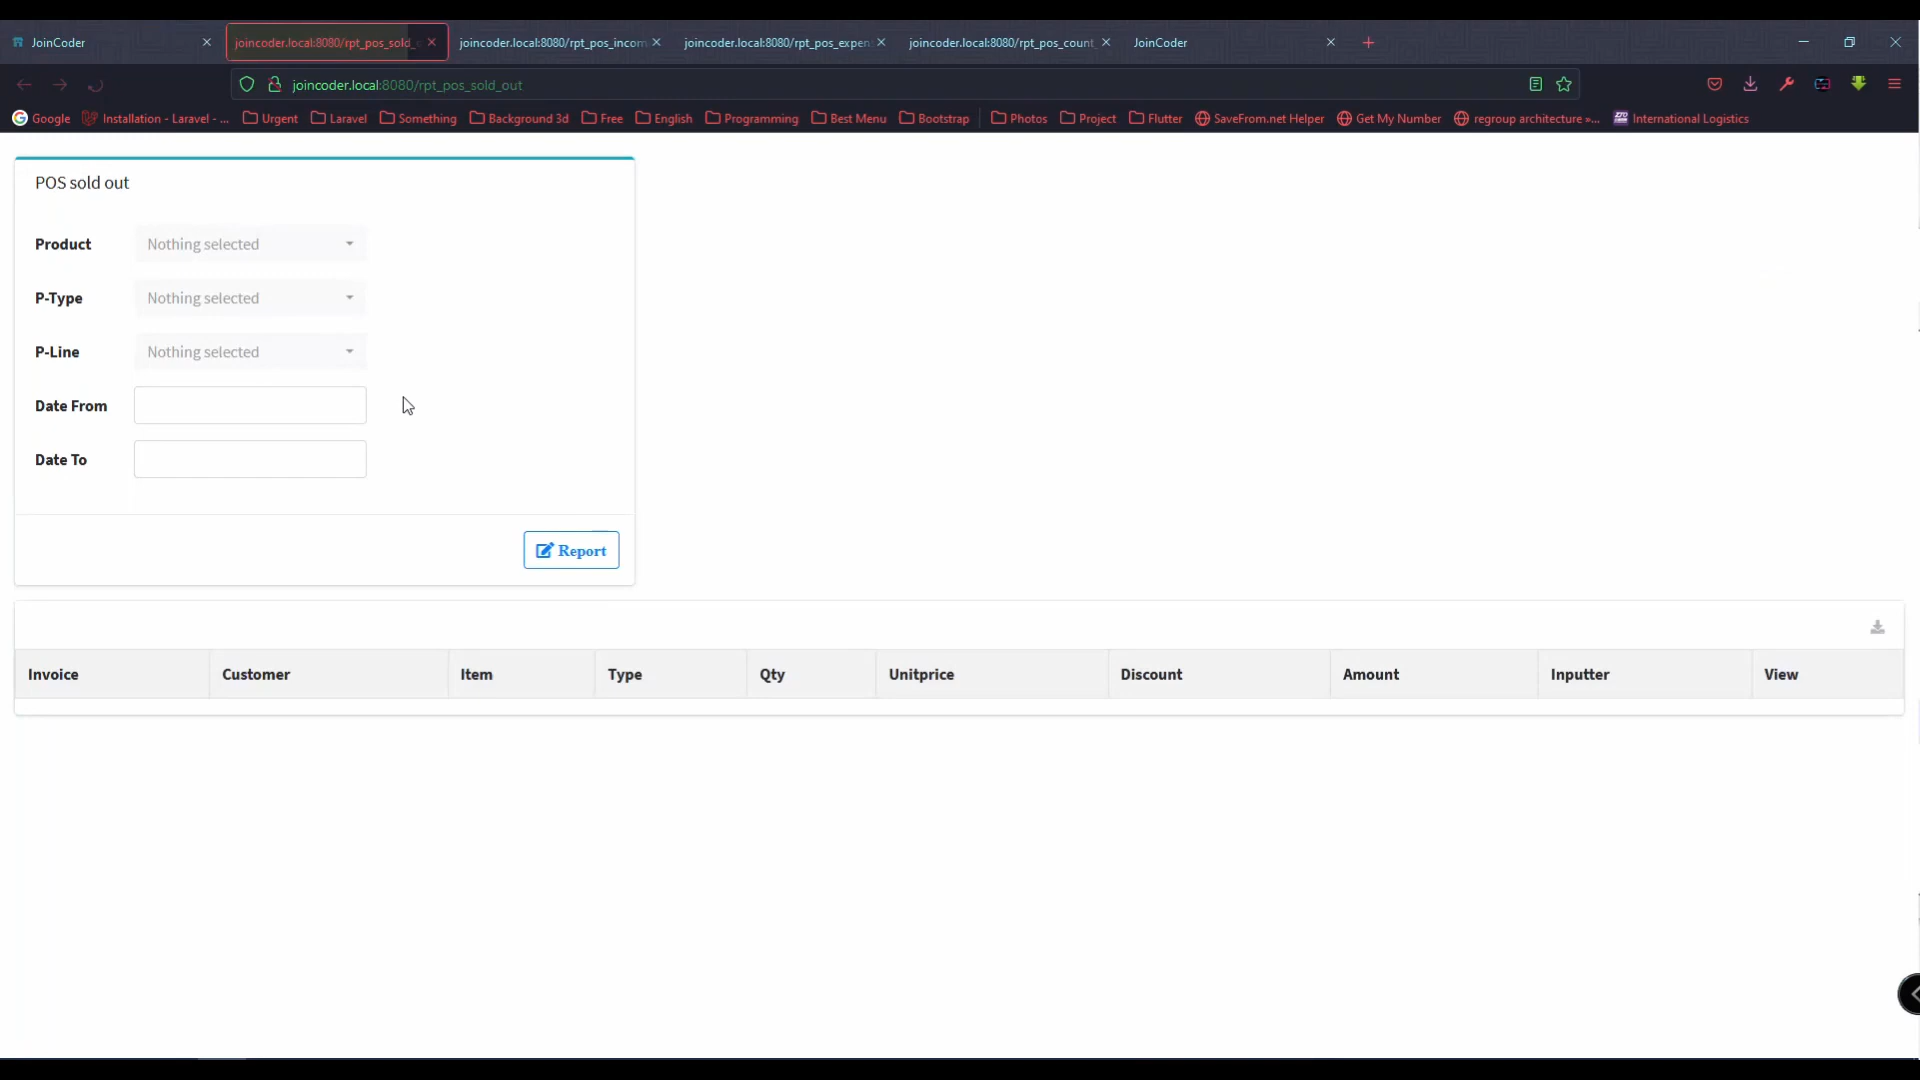 JoinCoder
joincoder.local:8080/rpt_pos_sold_
joincoder.local:8080/rpt_pos_incom
joincoder.local:8080/rpt_pos_expen
joincoder.local:8080/rpt_pos_count_
JoinCoder
joincoder.local:8080/rpt_pos_sold_out
Google
Installation - Laravel - ...
Urgent
Laravel
Something
Background 3d
Free
English
Programming
Best Menu
Bootstrap
Photos
Project
Flutter
SaveFrom.net Helper
Get My Number
regroup architecture »...
International Logistics
POS sold out
Product Nothing selected
P-Type Nothing selected
P-Line Nothing selected
Date From
Date To
Report
Invoice Customer Item Type Qty Unitprice Discount Amount Inputter View